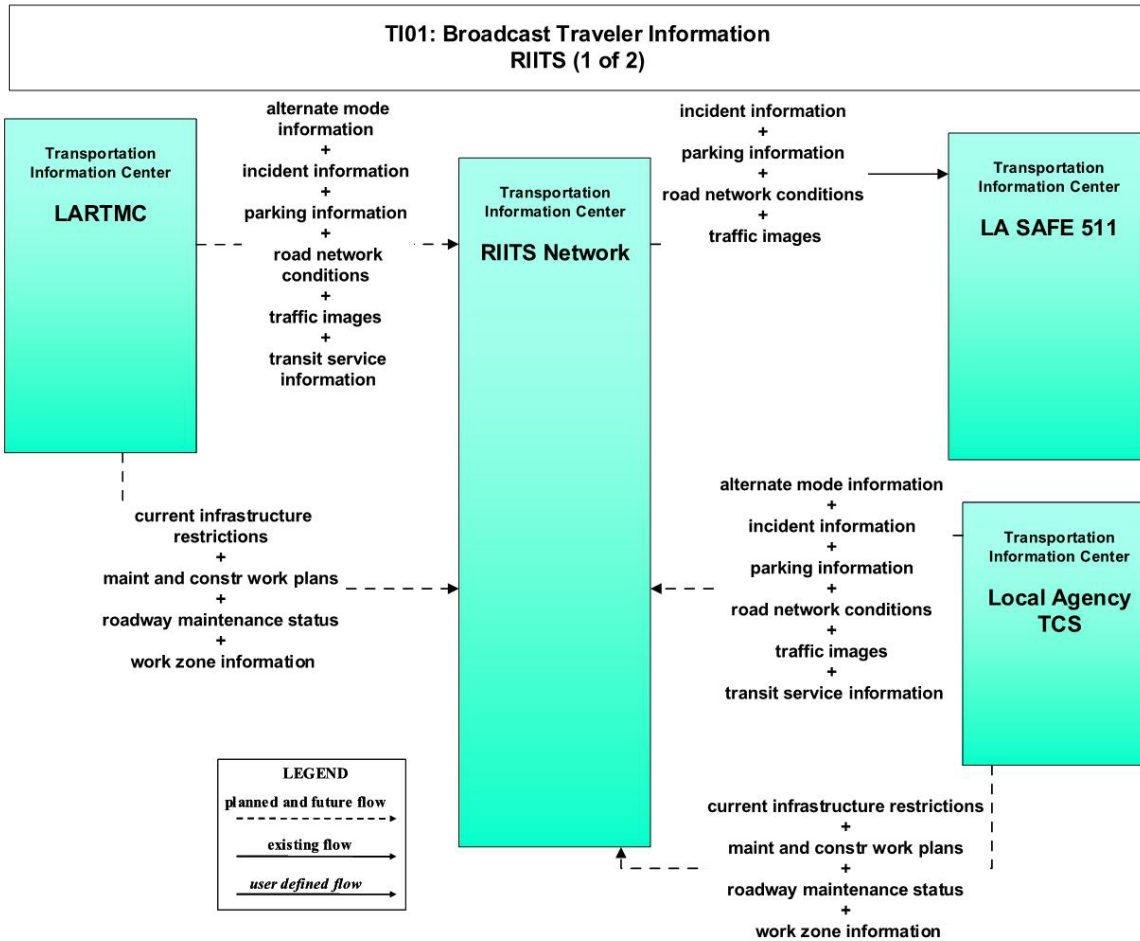 TI01: Broadcast Traveler Information
RIITS (1 of 2)
Transportation
Information Center
LARTMC
alternate mode
information
+
incident information
+
parking information
+
road network
conditions
+
traffic images
+
transit service
information
Transportation
Information Center
RIITS Network
incident information
+
parking information
+
road network conditions
+
traffic images
Transportation
Information Center
LA SAFE 511
current infrastructure
restrictions
+
maint and constr work plans
+
roadway maintenance status
+
work zone information
alternate mode information
+
incident information
+
parking information
+
road network conditions
+
traffic images
+
transit service information
Transportation
Information Center
Local Agency
TCS
LEGEND
planned and future flow
existing flow
user defined flow
current infrastructure restrictions
+
maint and constr work plans
+
roadway maintenance status
+
work zone information